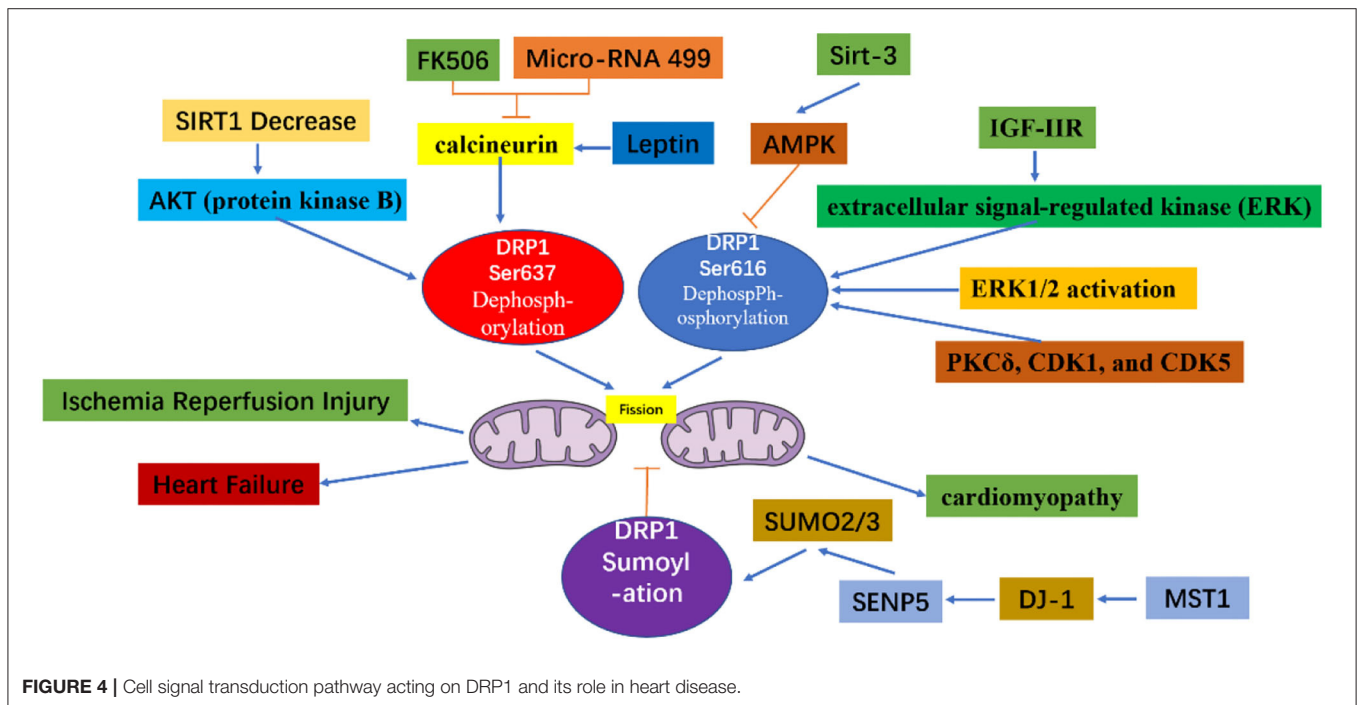 FK506
Micro-RNA 499
Sirt-3
SIRT1 Decrease
calcineurin
Leptin
AMPK
IGF-IIR
AKT (protein kinase B)
extracellular signal-regulated kinase (ERK)
DRP1
Ser637
Dephosph-
orylation
DRP1
Ser616
DephospPh-
osphorylation
ERK1/2 activation
PKCδ, CDK1, and CDK5
Ischemia Reperfusion Injury
Fission
Heart Failure
cardiomyopathy
DRP1
Sumoyl
-ation
SUMO2/3
SENP5
DJ-1
MST1
FIGURE 4 | Cell signal transduction pathway acting on DRP1 and its role in heart disease.